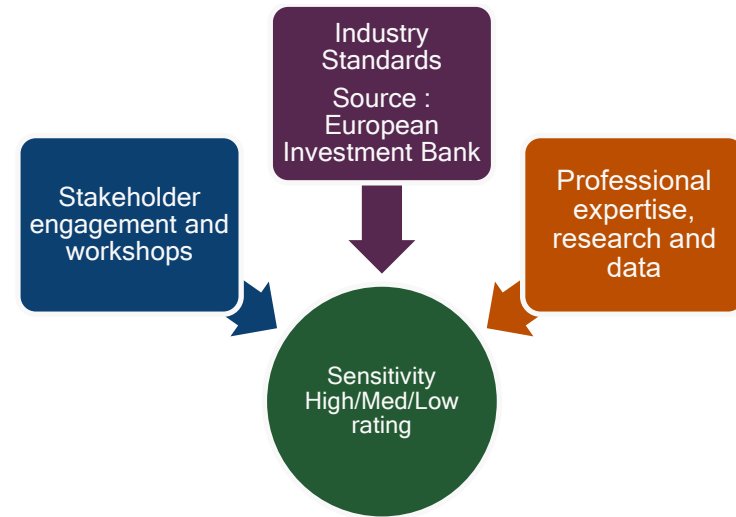 Industry
Standards
Source :
European
Investment Bank
Stakeholder
engagement and
workshops
Professional
expertise,
research and
data
Sensitivity
High/Med/Low
rating